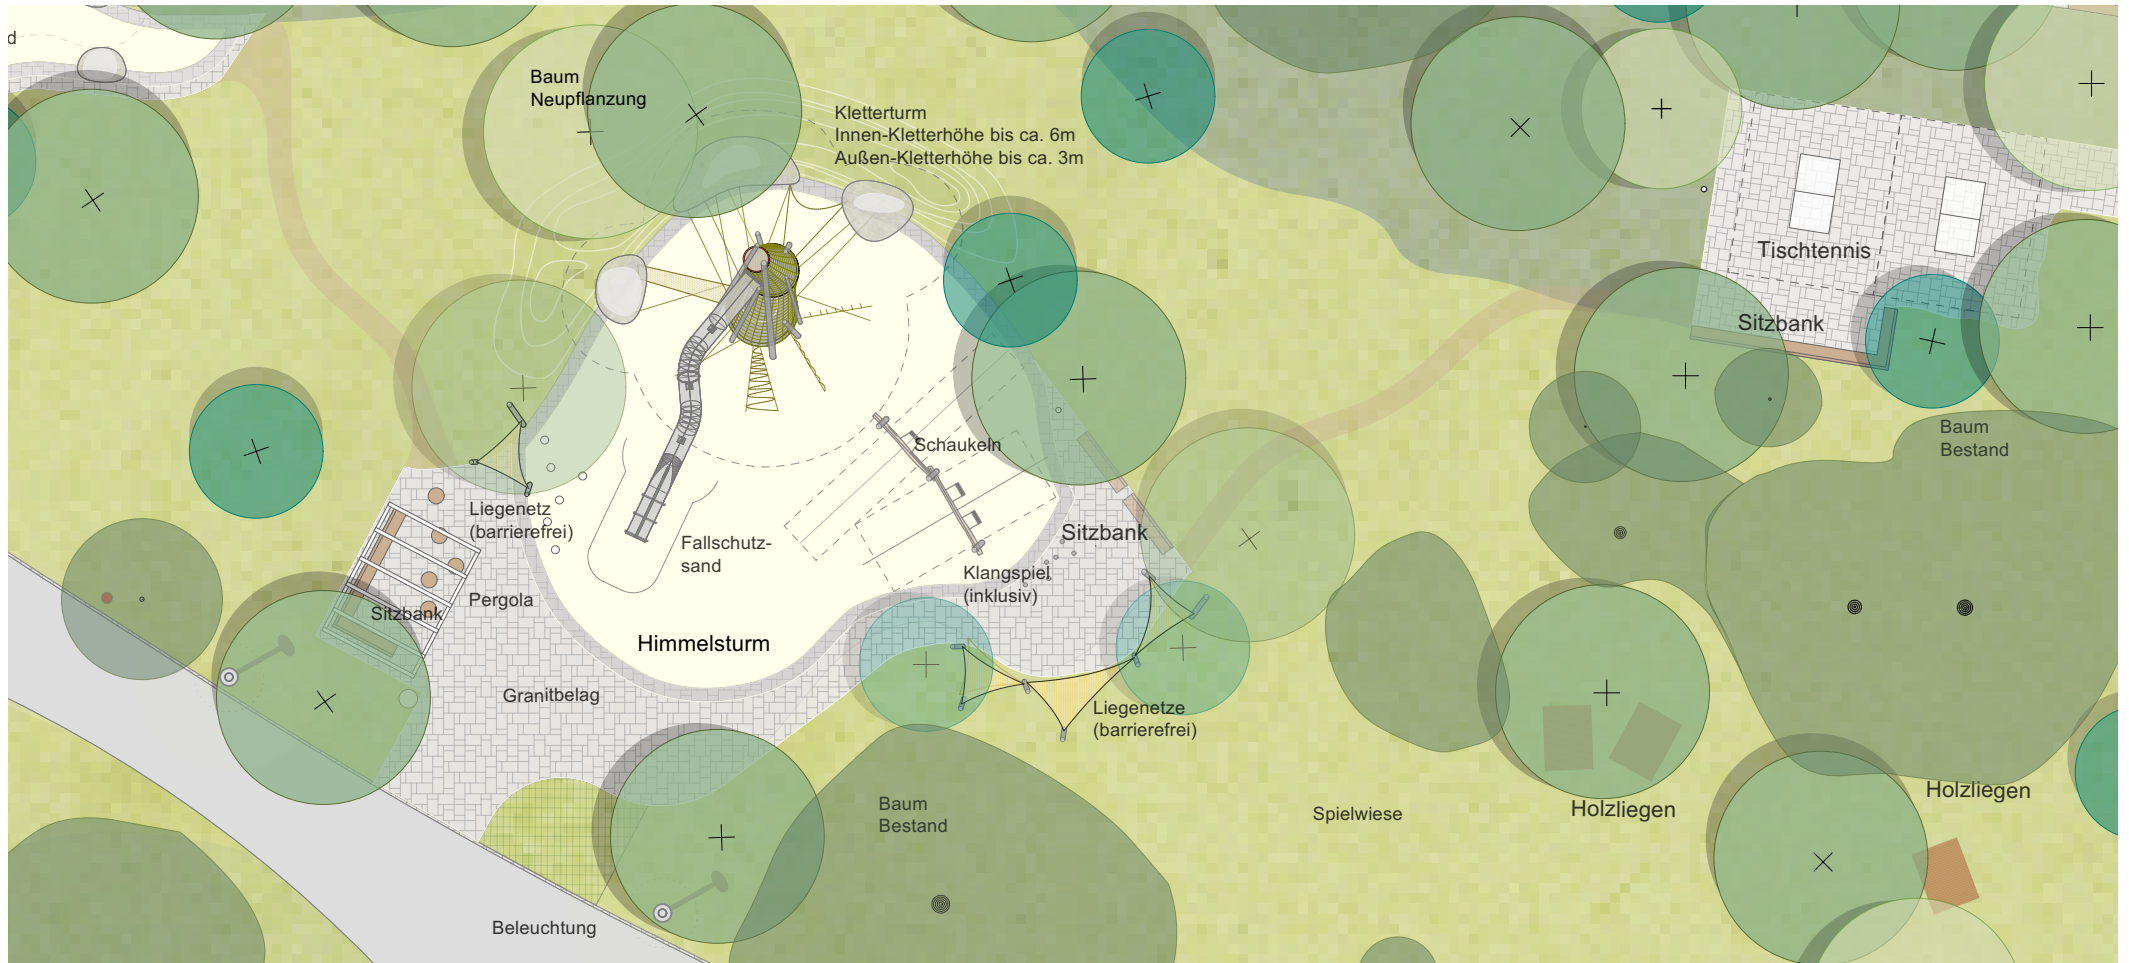 d
Baum
Neupflanzung
Kletterturm
Innen-Kletterhöhe bis ca. 6m
Außen-Kletterhöhe bis ca. 3m
Tischtennis
Sitzbank
Baum
Bestand
Schaukeln
Liegenetz
(barrierefrei)
Fallschutz-
sand
Sitzbank
Klangspiel
(inklusiv)
Pergola
Sitzbank
Himmelsturm
Granitbelag
Liegenetze
(barrierefrei)
Baum
Bestand
Spielwiese
Holzliegen
Holzliegen
Beleuchtung